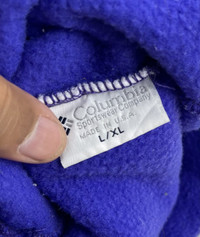 Columbia
Sportswear Company
MADE IN U.S.A.
L/XL